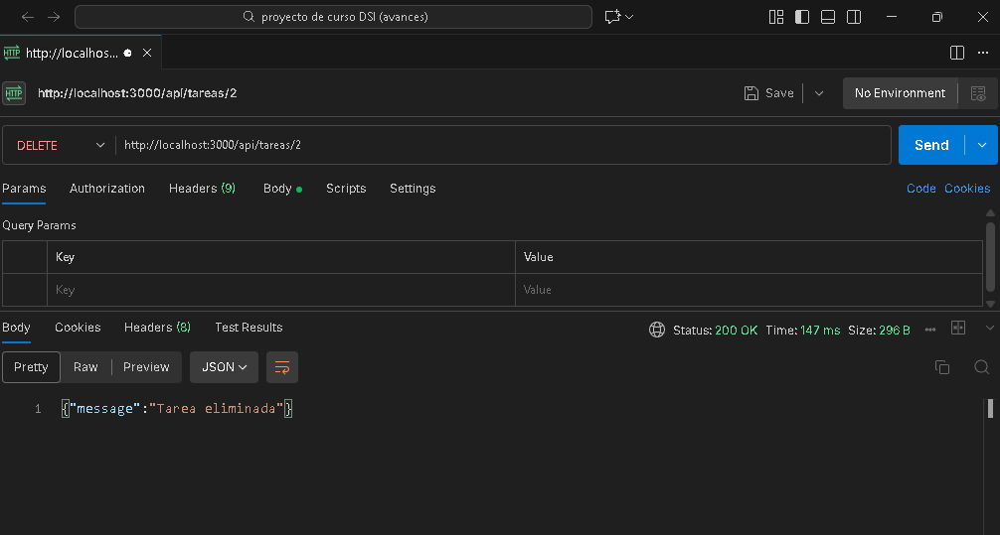 proyecto de curso DSI (avances)
HTTP http://localhos...
HTTP http://localhost:3000/api/tareas/2 Save No Environment
DELETE http://localhost:3000/api/tareas/2 Send
Params Authorization Headers (9) Body Scripts Settings Code Cookies
Query Params
Key Value
Key Value
Body Cookies Headers (8) Test Results Status: 200 OK Time: 147 ms Size: 296 B
Pretty Raw Preview JSON
1 {"message":"Tarea eliminada"}